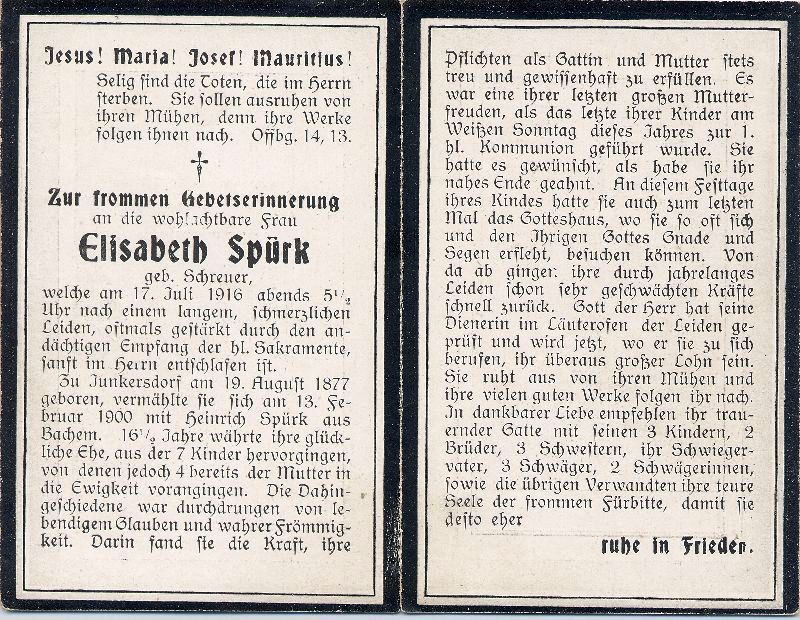 Jesus! Maria! Josef! Mauritius!
Selig sind die Toten, die im Herrn
sterben. Sie sollen ausruhen von
ihren Mühen, denn ihre Werke
folgen ihnen nach. Offbg. 14, 13.
†
Zur frommen Gebetserinnerung
an die wohlachtbare Frau
Elisabeth Spürk
geb. Schreuer,
welche am 17. Juli 1916 abends 5½
Uhr nach einem langem, schmerzlichen
Leiden, oftmals gestärkt durch den an-
dächtigen Empfang der hl. Sakramente,
sanft im Herrn entschlafen ist.
Zu Junkersdorf am 19. August 1877
geboren, vermählte sie sich am 13. Fe-
bruar 1900 mit Heinrich Spürk aus
Bachem. 16½ Jahre währte ihre glück-
liche Ehe, aus der 7 Kinder hervorgingen,
von denen jedoch 4 bereits der Mutter in
die Ewigkeit vorangingen. Die Dahin-
geschiedene war durchdrungen von le-
bendigem Glauben und wahrer Frömmig-
keit. Darin fand sie die Kraft, ihre
Pflichten als Gattin und Mutter stets
treu und gewissenhaft zu erfüllen. Es
war eine ihrer letzten großen Mutter-
freuden, als das letzte ihrer Kinder am
Weißen Sonntag dieses Jahres zur 1.
hl. Kommunion geführt wurde. Sie
hatte es gewünscht, als habe sie ihr
nahes Ende geahnt. An diesem Festtage
ihres Kindes hatte sie auch zum letzten
Mal das Gotteshaus, wo sie so oft sich
und den Ihrigen Gottes Gnade und
Segen erfleht, besuchen können. Von
da ab gingen ihre durch jahrelanges
Leiden schon sehr geschwächten Kräfte
schnell zurück. Gott der Herr hat seine
Dienerin im Läuterofen der Leiden ge-
prüft und wird jetzt, wo er sie zu sich
berufen, ihr überaus großer Lohn sein.
Sie ruht aus von ihren Mühen und
ihre vielen guten Werke folgen ihr nach.
In dankbarer Liebe empfehlen ihr trau-
ernder Gatte mit seinen 3 Kindern, 2
Brüder, 3 Schwestern, ihr Schwieger-
vater, 3 Schwäger, 2 Schwägerinnen,
sowie die übrigen Verwandten ihre teure
Seele der frommen Fürbitte, damit sie
desto eher
ruhe in Frieden.